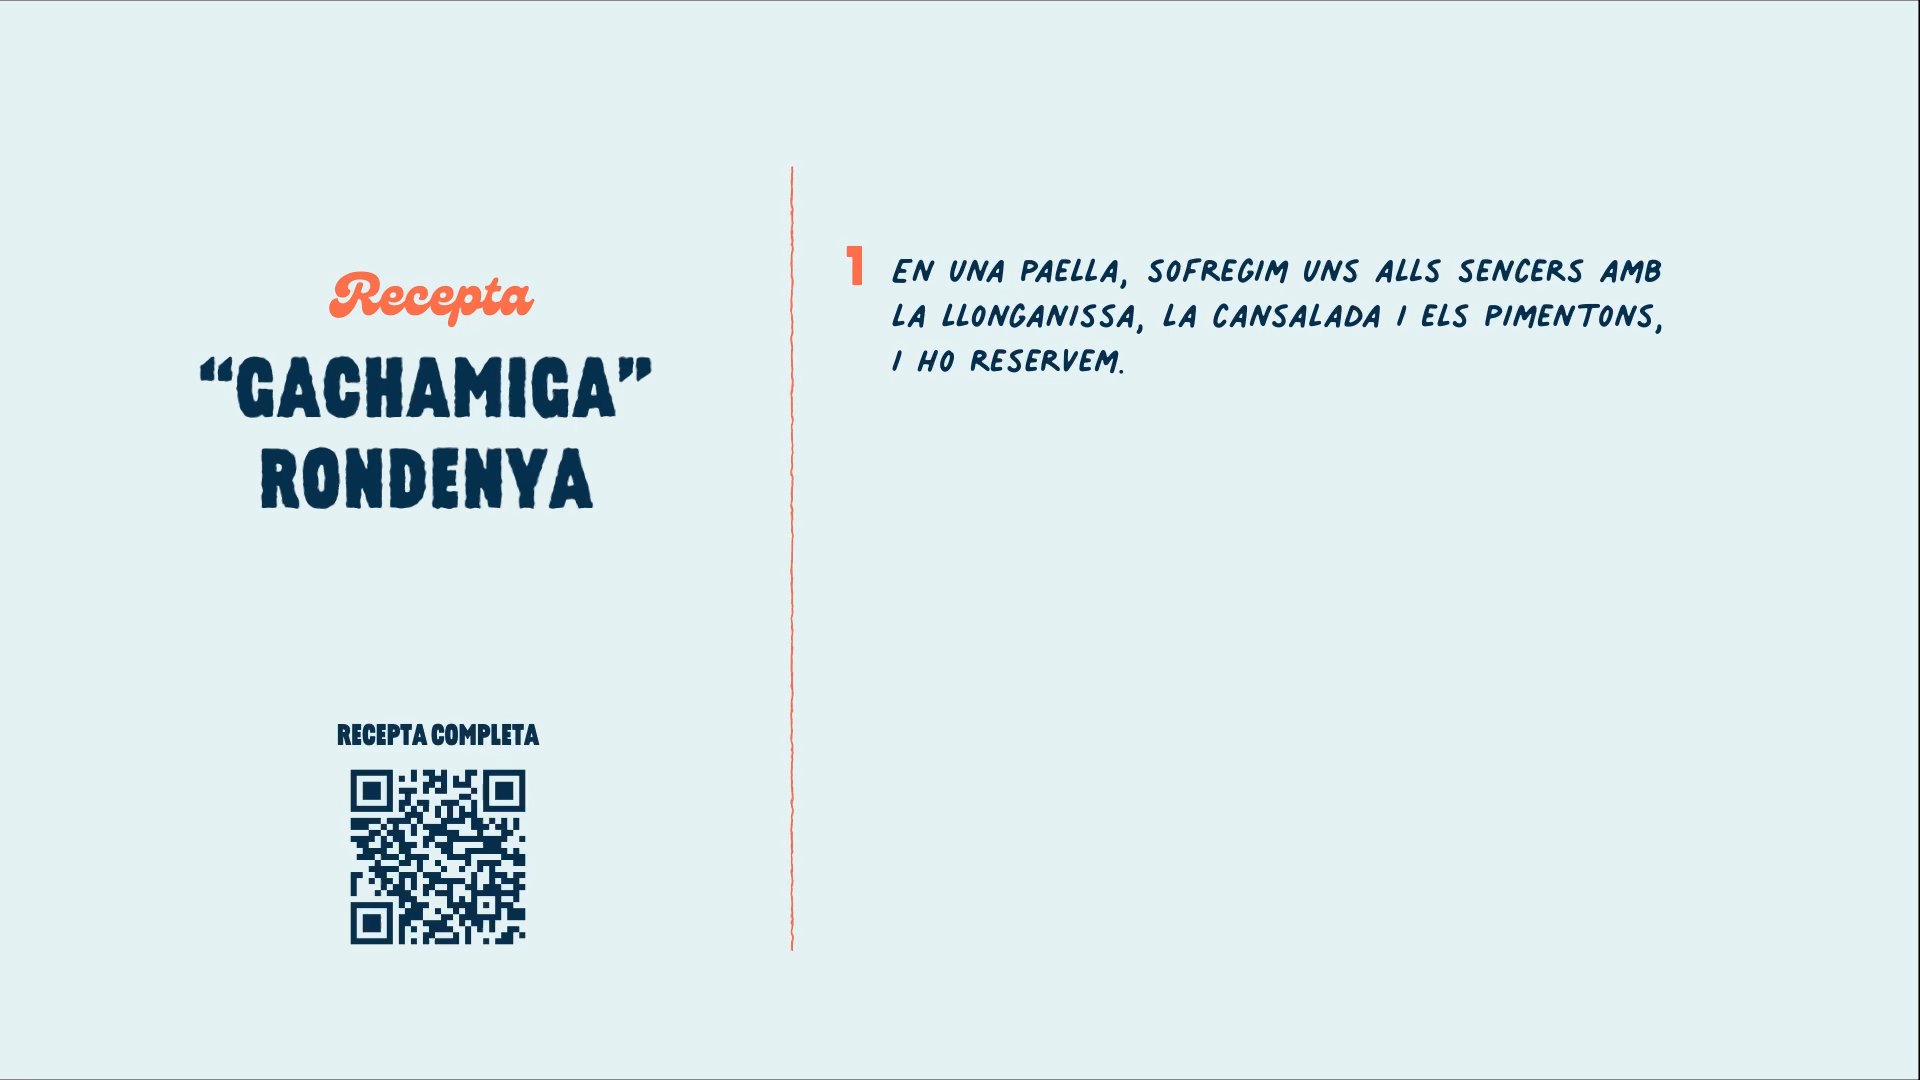 Recepta
“GACHAMIGA”
RONDENYA
RECEPTA COMPLETA
1 EN UNA PAELLA, SOFREGIM UNS ALLS SENCERS AMB
LA LLONGANISSA, LA CANSALADA I ELS PIMENTONS,
I HO RESERVEM.